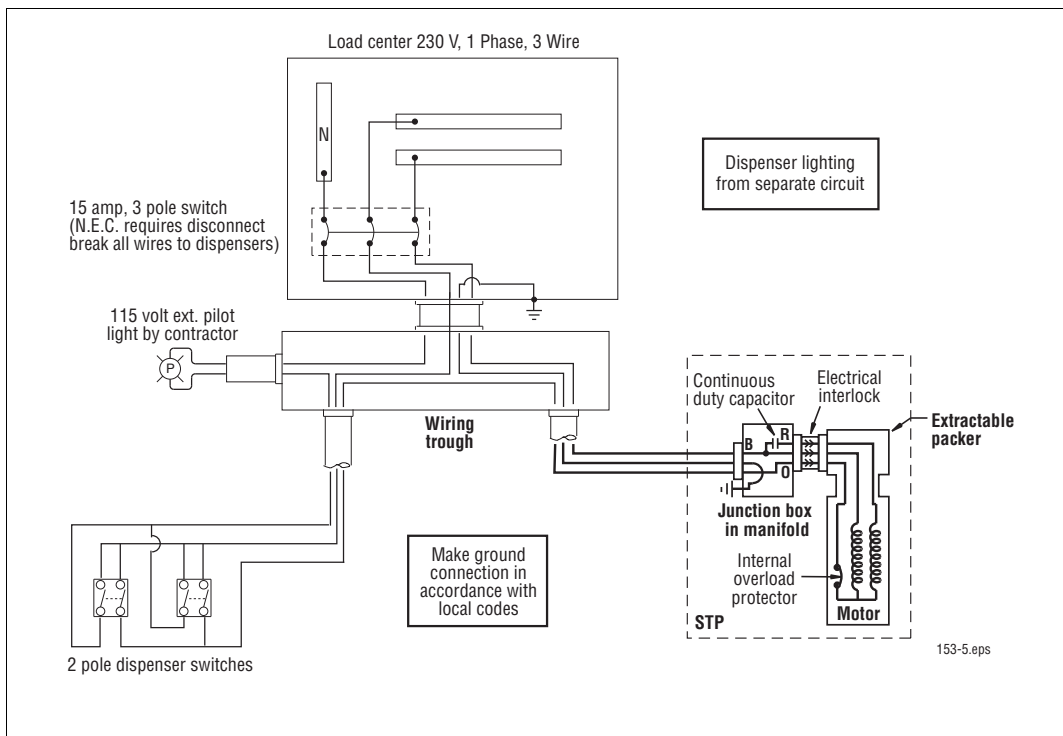 Load center 230 V, 1 Phase, 3 Wire
N
Dispenser lighting
from separate circuit
15 amp, 3 pole switch
(N.E.C. requires disconnect
break all wires to dispensers)
115 volt ext. pilot
light by contractor
P
Wiring
trough
Continuous
duty capacitor
Electrical
interlock
Extractable
packer
B
R
O
Junction box
in manifold
Make ground
connection in
accordance with
local codes
Internal
overload
protector
Motor
STP
2 pole dispenser switches
153-5.eps